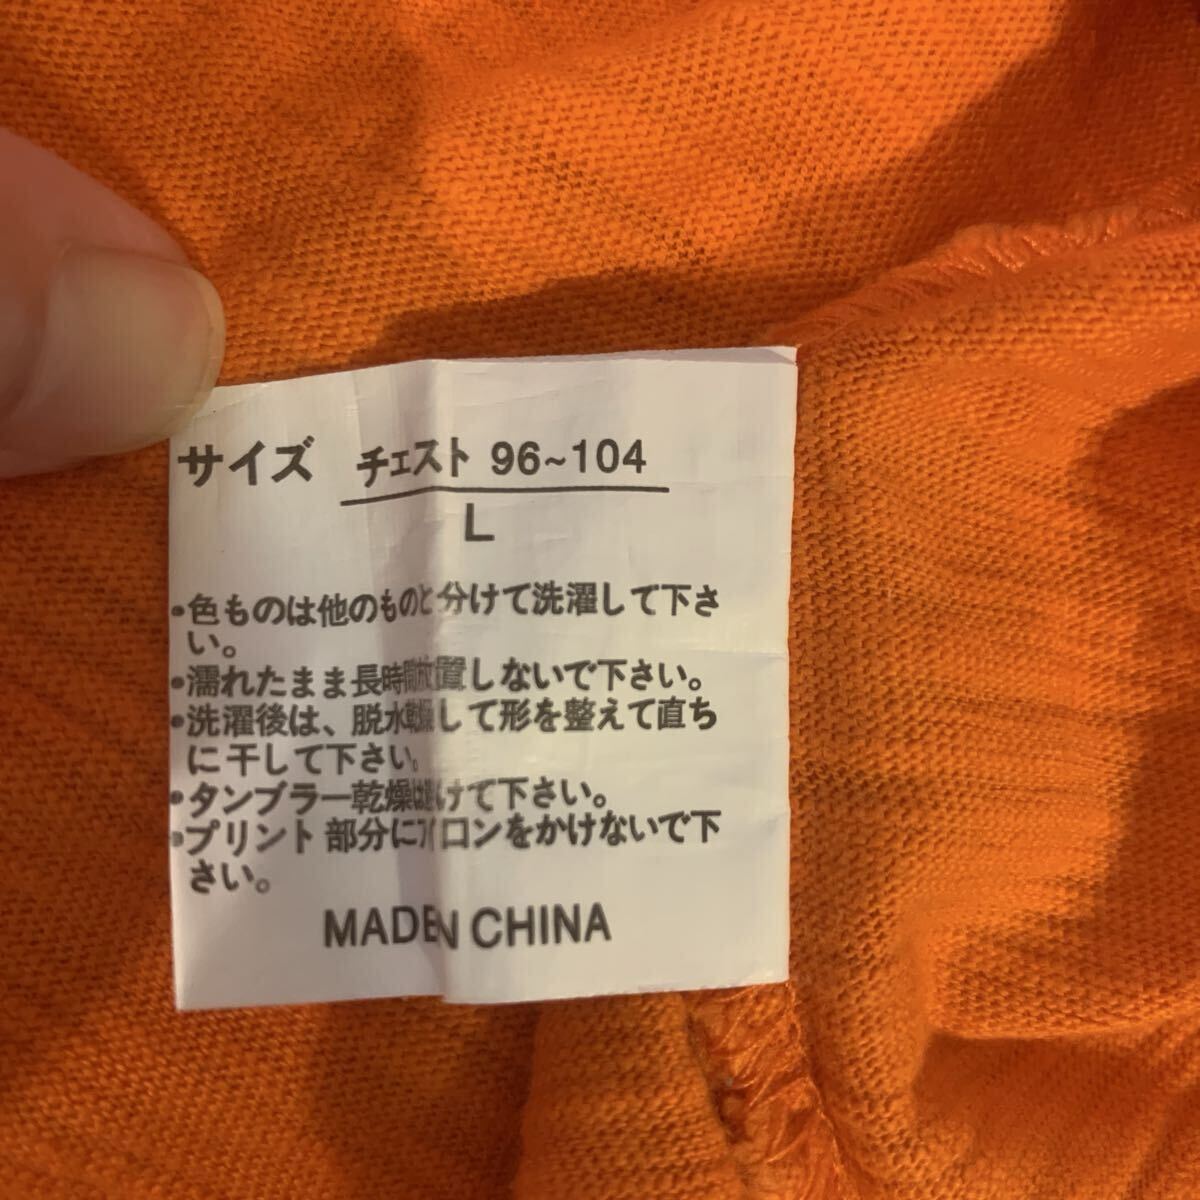 サイズ チェスト 96~104
L
•色ものは他のものと分けて洗濯して下さ
い。
•濡れたまま長時間放置しないで下さい。
•洗濯後は、脱水乾燥して形を整えて直ち
に干して下さい。
•タンブラー乾燥は避けて下さい。
•プリント部分にアイロンをかけないで下
さい。
MADE IN CHINA